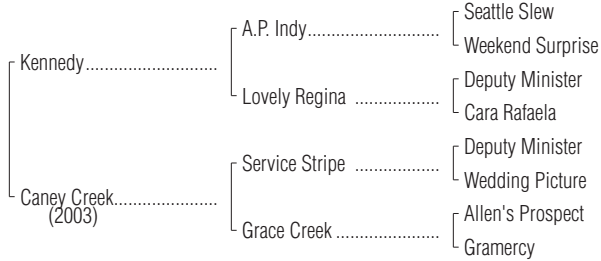 Seattle Slew
A.P. Indy..............................
Weekend Surprise
Kennedy..............................
Deputy Minister
Lovely Regina ...................
Cara Rafaela
Deputy Minister
Service Stripe ...................
Wedding Picture
Caney Creek.......................
(2003)
Allen's Prospect
Grace Creek .......................
Gramercy